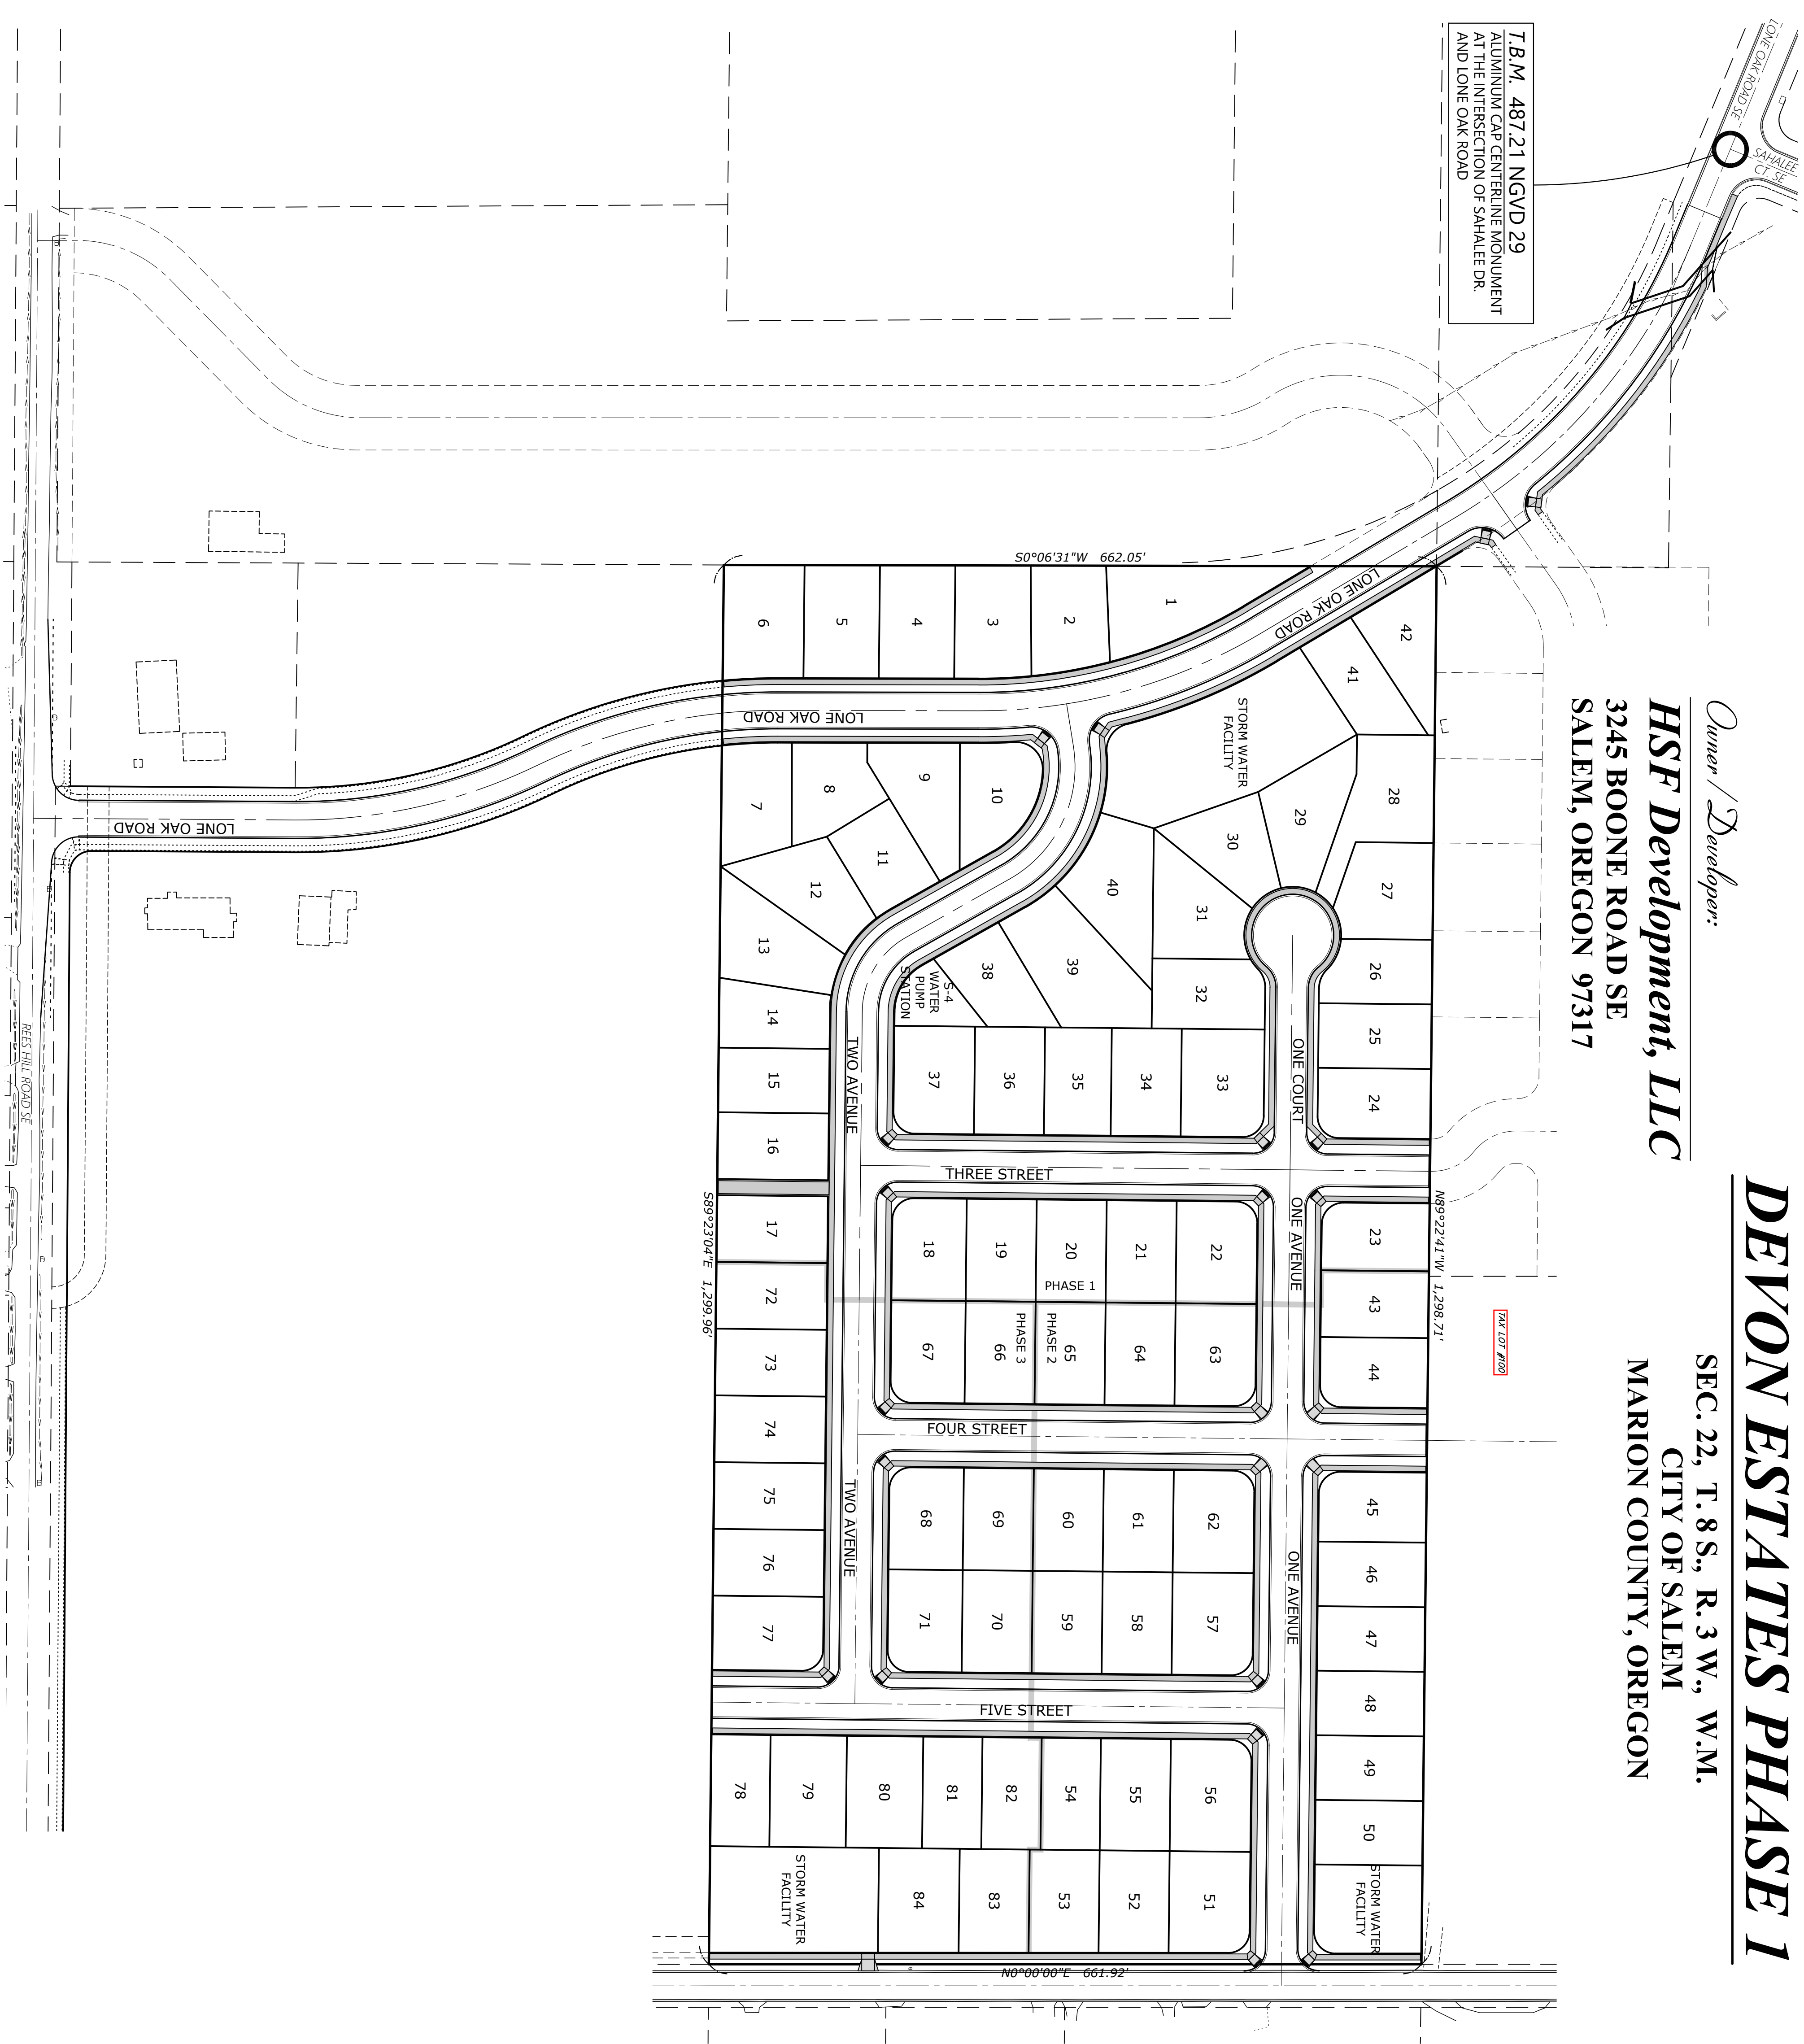 DEVON ESTATES PHASE 1
SEC. 22, T. 8 S., R. 3 W., W.M.
CITY OF SALEM
MARION COUNTY, OREGON
Owner / Developer:
HSF Development, LLC
3245 BOONE ROAD SE
SALEM, OREGON 97317
T.B.M. 487.21 NGVD 29
ALUMINUM CAP CENTERLINE MONUMENT
AT THE INTERSECTION OF SAHALEE DR.
AND LONE OAK ROAD
LONE OAK ROAD SE
SAHALEE
CT. SE
TAX LOT #100
N89°22'41"W 1,298.71'
S0°06'31"W 662.05'
LONE OAK ROAD
42
41
28
27
26
25
24
23
43
44
45
46
47
48
49
50
STORM WATER
FACILITY
STORM WATER
FACILITY
29
30
31
32
ONE COURT
ONE AVENUE
ONE AVENUE
1
2
3
4
5
6
40
39
38
33
34
35
36
37
S-4
WATER
PUMP
STATION
THREE STREET
22
21
20
19
18
PHASE 1
63
64
65
66
67
PHASE 2
PHASE 3
FOUR STREET
62
61
60
69
68
57
58
59
70
71
FIVE STREET
56
55
54
82
81
80
79
78
51
52
53
83
84
STORM WATER
FACILITY
N0°00'00"E 661.92'
LONE OAK ROAD
10
9
8
7
11
12
13
14
15
16
17
72
73
74
75
76
77
TWO AVENUE
TWO AVENUE
S89°23'04"E 1,299.96'
LONE OAK ROAD
REES HILL ROAD SE